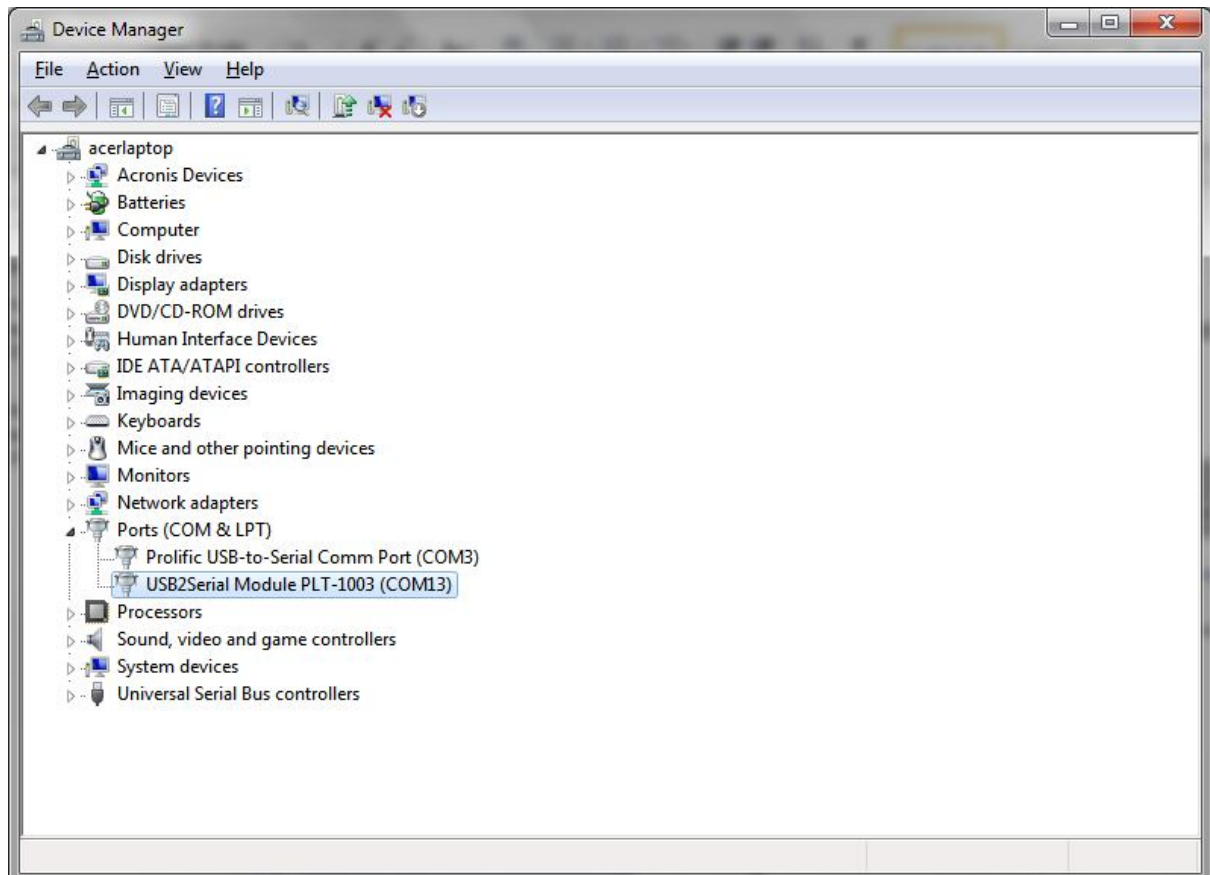 Device Manager
File Action View Help
acerlaptop
Acronis Devices
Batteries
Computer
Disk drives
Display adapters
DVD/CD-ROM drives
Human Interface Devices
IDE ATA/ATAPI controllers
Imaging devices
Keyboards
Mice and other pointing devices
Monitors
Network adapters
Ports (COM & LPT)
Prolific USB-to-Serial Comm Port (COM3)
USB2Serial Module PLT-1003 (COM13)
Processors
Sound, video and game controllers
System devices
Universal Serial Bus controllers